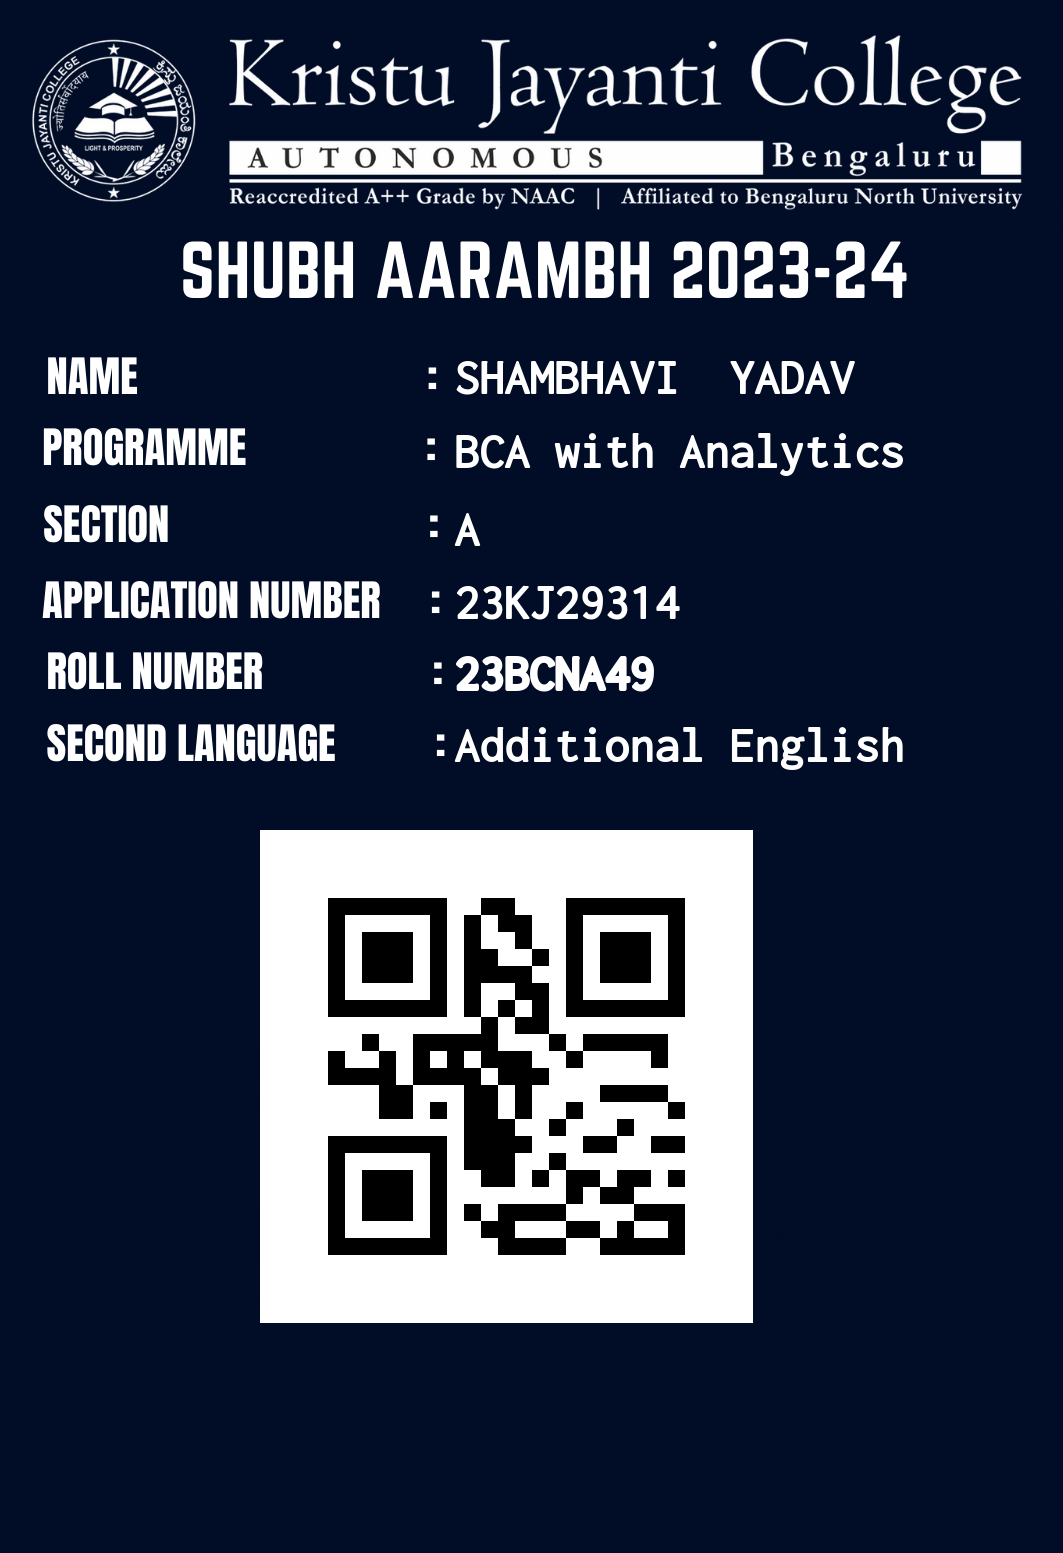 Kristu Jayanti College
AUTONOMOUS Bengaluru
Reaccredited A++ Grade by NAAC | Affiliated to Bengaluru North University
KRISTU JAYANTI COLLEGE
LIGHT & PROSPERITY
SHUBH AARAMBH 2023-24
NAME : SHAMBHAVI YADAV
PROGRAMME : BCA with Analytics
SECTION : A
APPLICATION NUMBER : 23KJ29314
ROLL NUMBER : 23BCNA49
SECOND LANGUAGE : Additional English